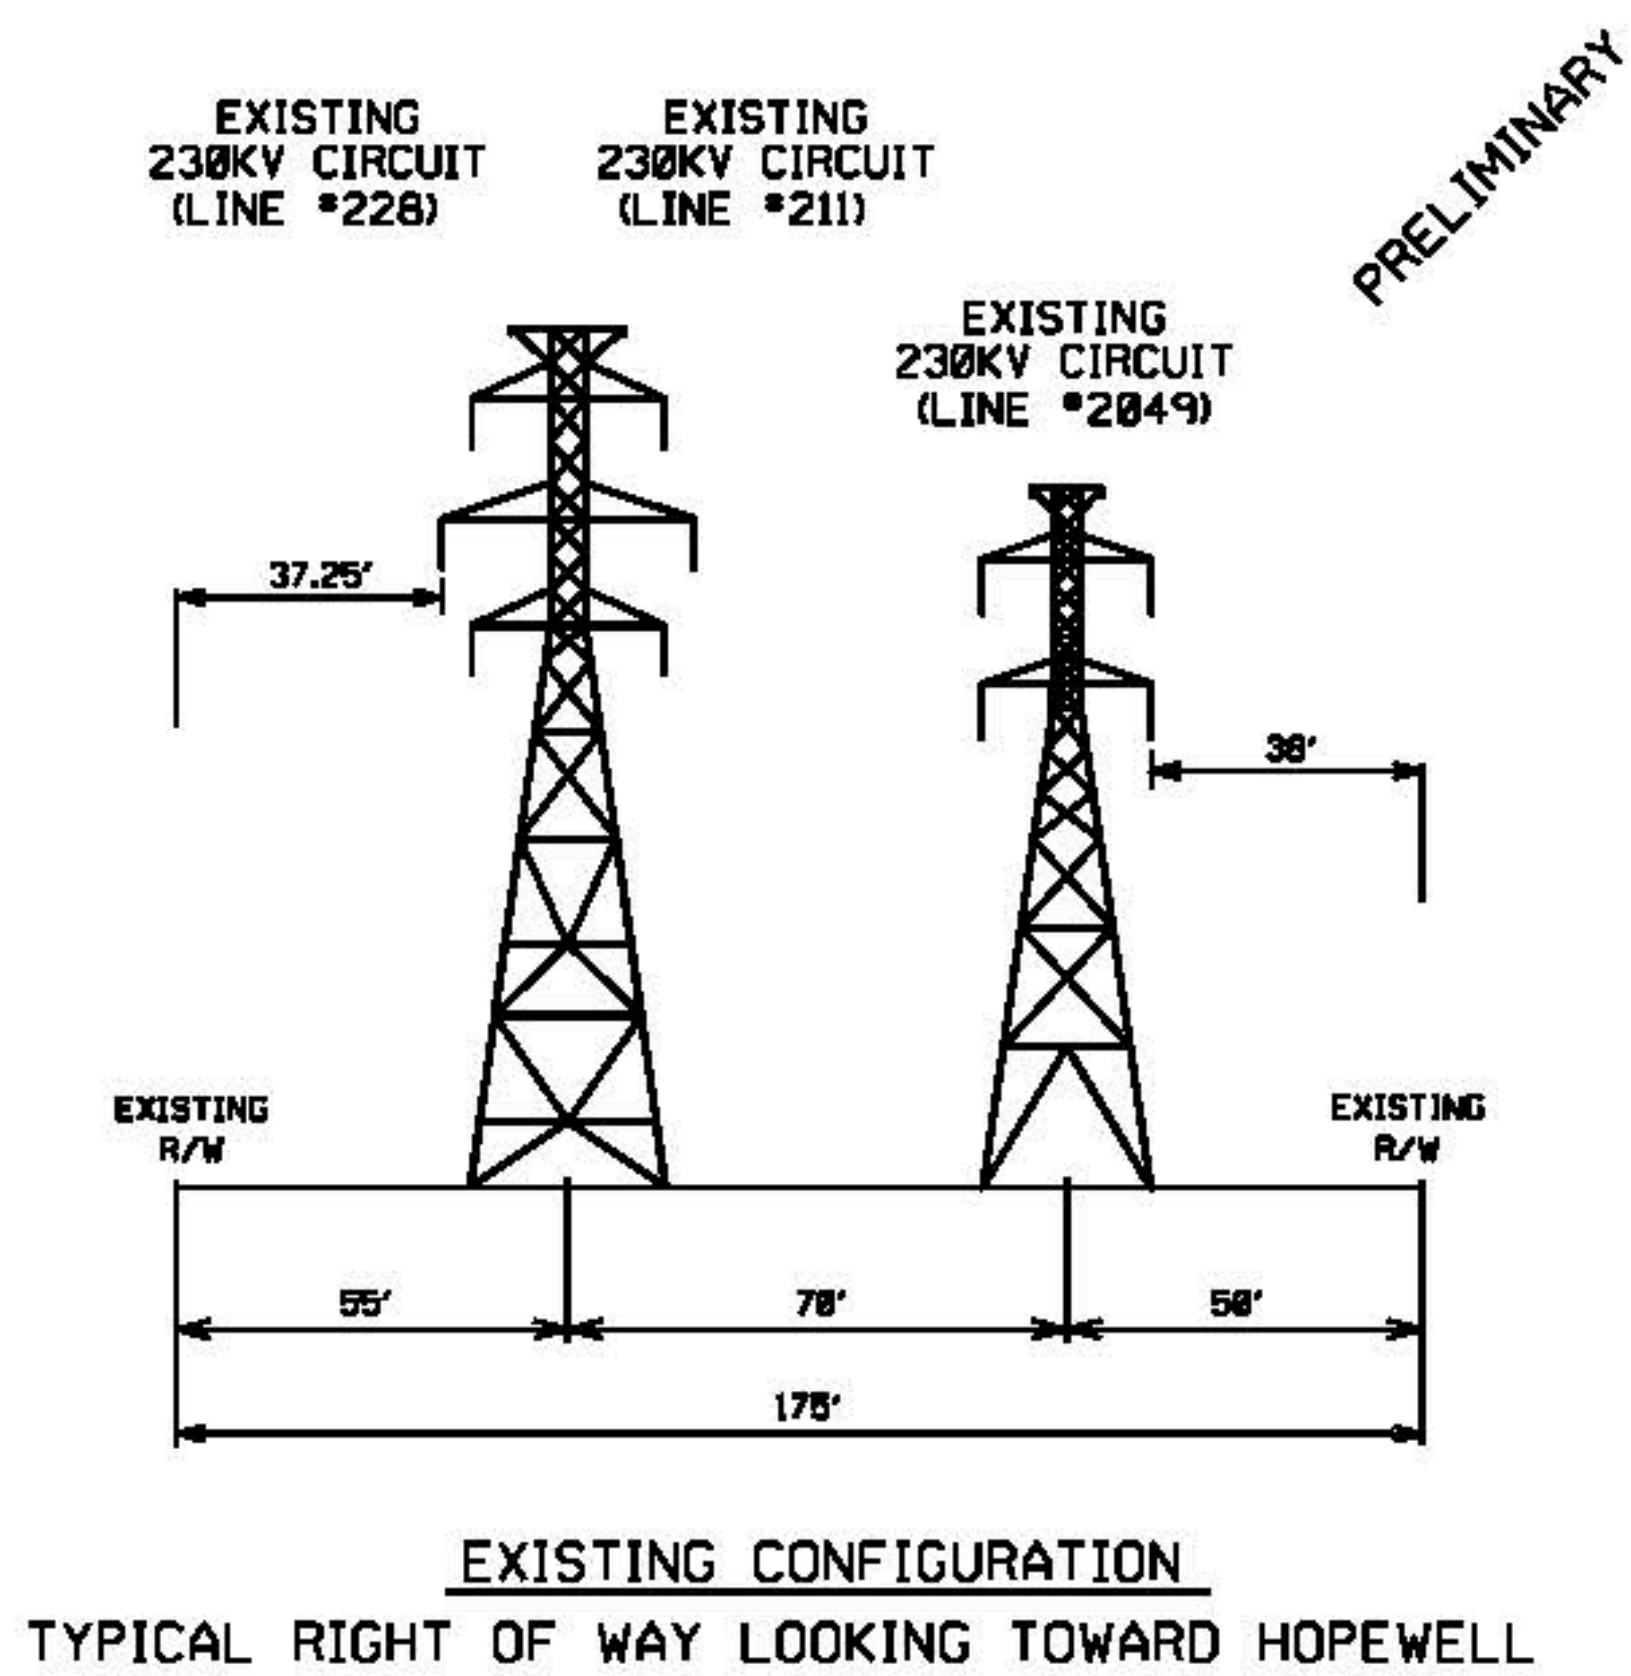 EXISTING
230KV CIRCUIT
(LINE #228)
EXISTING
230KV CIRCUIT
(LINE #211)
PRELIMINARY
EXISTING
230KV CIRCUIT
(LINE #2049)
37.25'
38'
EXISTING
R/W
EXISTING
R/W
55'
70'
50'
175'
EXISTING CONFIGURATION
TYPICAL RIGHT OF WAY LOOKING TOWARD HOPEWELL